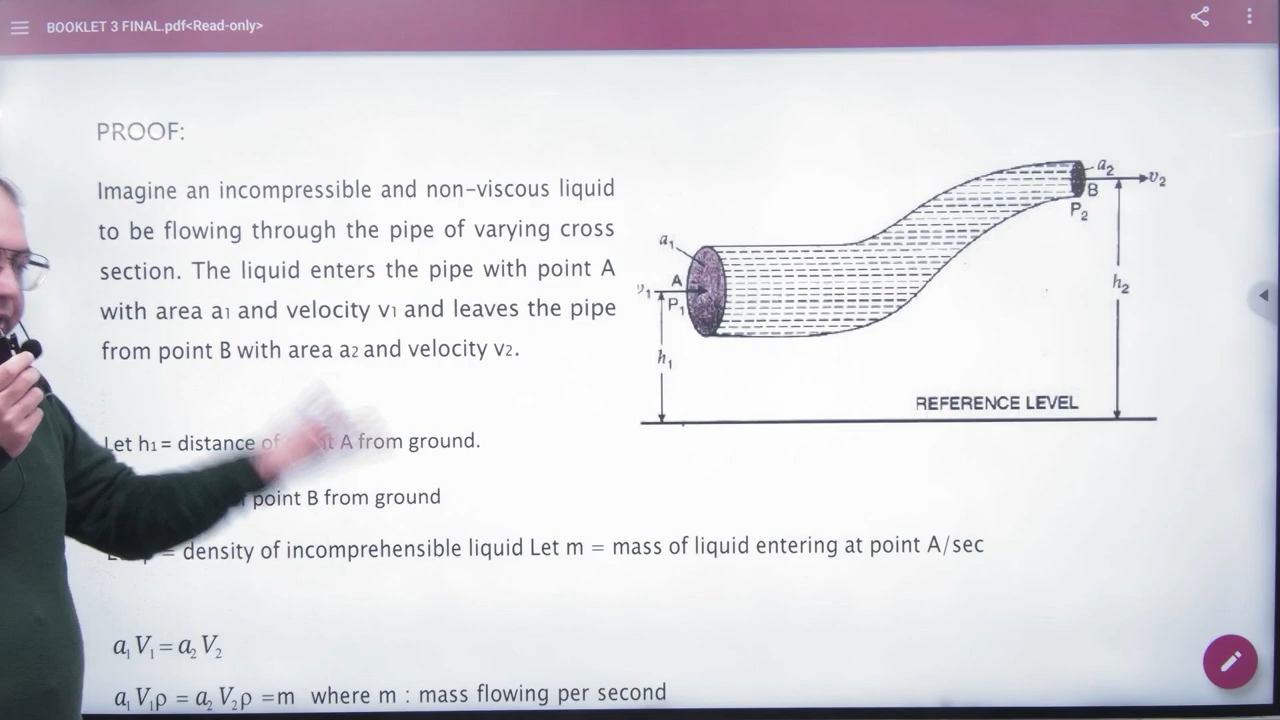 BOOKLET 3 FINAL.pdf<Read-only>
PROOF:
Imagine an incompressible and non-viscous liquid
to be flowing through the pipe of varying cross
section. The liquid enters the pipe with point A
with area a₁ and velocity v₁ and leaves the pipe
from point B with area a₂ and velocity v₂.
a₁
A
v₁
P₁
h₁
a₂
B
v₂
P₂
h₂
REFERENCE LEVEL
Let h₁ = distance of A from ground.
point B from ground
= density of incomprehensible liquid Let m = mass of liquid entering at point A/sec
a₁V₁ = a₂V₂
a₁V₁ρ = a₂V₂ρ =m where m : mass flowing per second